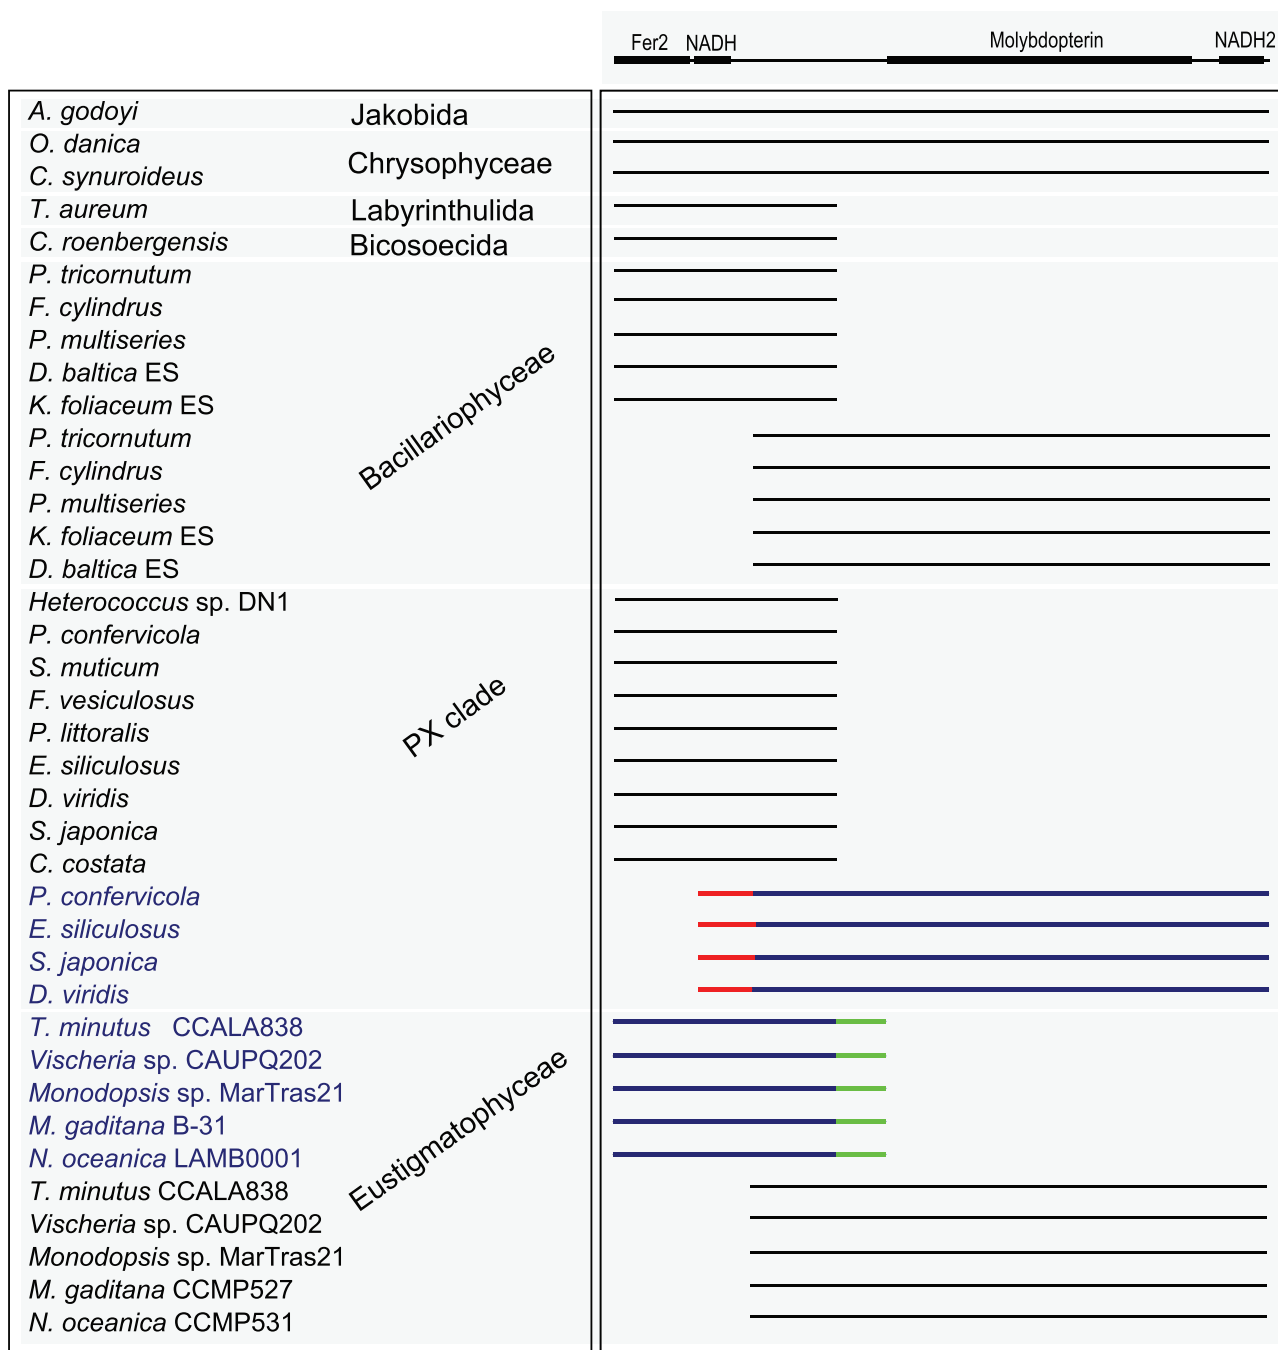 Fer2 NADH Molybdopterin NADH2
A. godoyi Jakobida
O. danica
Chrysophyceae
C. synuroideus
T. aureum Labyrinthulida
C. roenbergensis Bicosoecida
P. tricornutum
F. cylindrus
P. multiseries
D. baltica ES
K. foliaceum ES
Bacillariophyceae
P. tricornutum
F. cylindrus
P. multiseries
K. foliaceum ES
D. baltica ES
Heterococcus sp. DN1
P. confervicola
S. muticum
F. vesiculosus
PX clade
P. littoralis
E. siliculosus
D. viridis
S. japonica
C. costata
P. confervicola
E. siliculosus
S. japonica
D. viridis
T. minutus CCALA838
Vischeria sp. CAUPQ202
Monodopsis sp. MarTras21
M. gaditana B-31
Eustigmatophyceae
N. oceanica LAMB0001
T. minutus CCALA838
Vischeria sp. CAUPQ202
Monodopsis sp. MarTras21
M. gaditana CCMP527
N. oceanica CCMP531